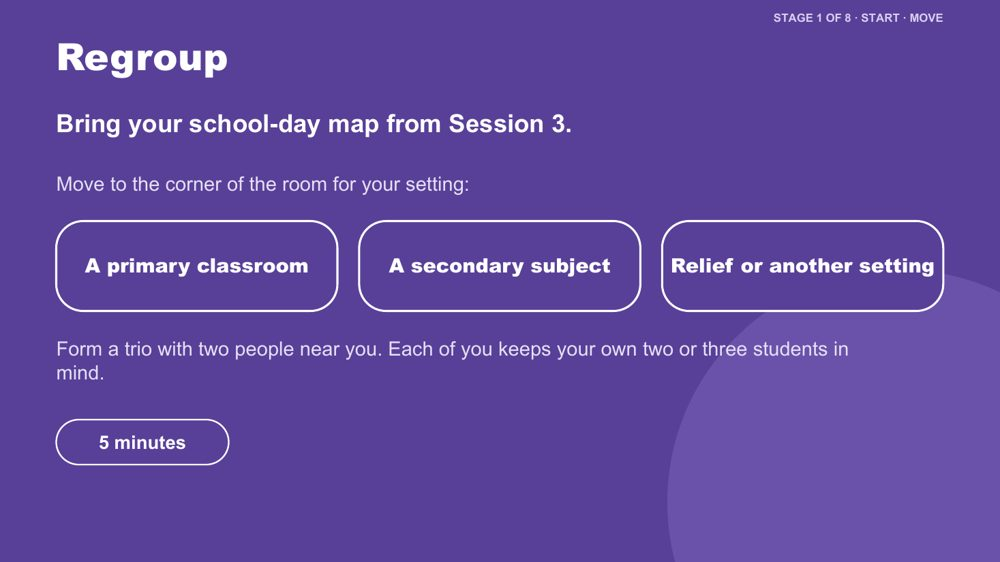 STAGE 1 OF 8 · START · MOVE
Regroup
Bring your school-day map from Session 3.
Move to the corner of the room for your setting:
A primary classroom
A secondary subject
Relief or another setting
Form a trio with two people near you. Each of you keeps your own two or three students in
mind.
5 minutes